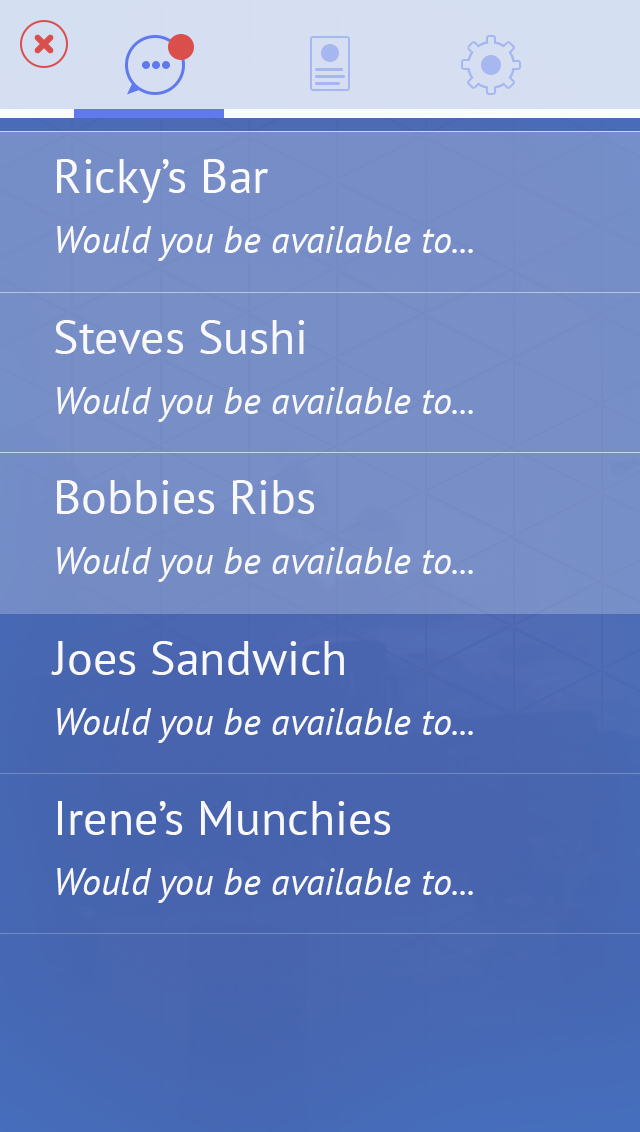 Ricky’s Bar
Would you be available to...
Steves Sushi
Would you be available to...
Bobbies Ribs
Would you be available to...
Joes Sandwich
Would you be available to...
Irene’s Munchies
Would you be available to...